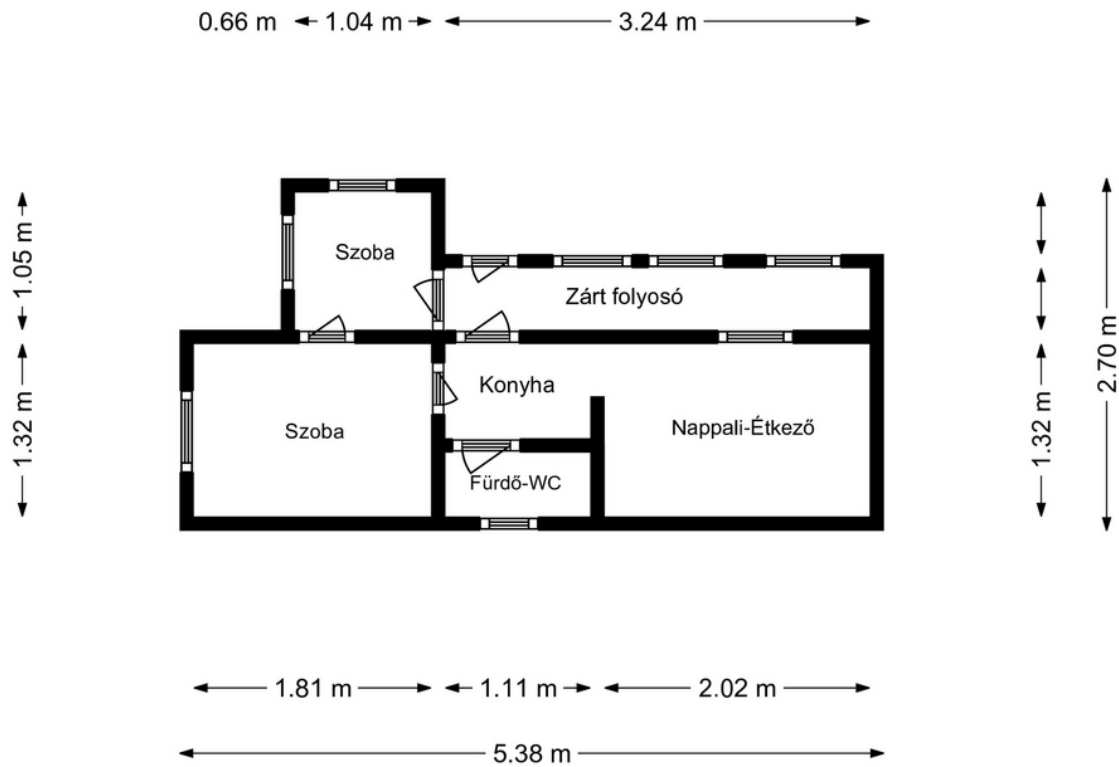 0.66 m 1.04 m 3.24 m
Szoba
1.05 m
Zárt folyosó
2.70 m
Konyha
1.32 m
1.32 m
Szoba
Nappali-Étkező
Fürdő-WC
1.81 m 1.11 m 2.02 m
5.38 m